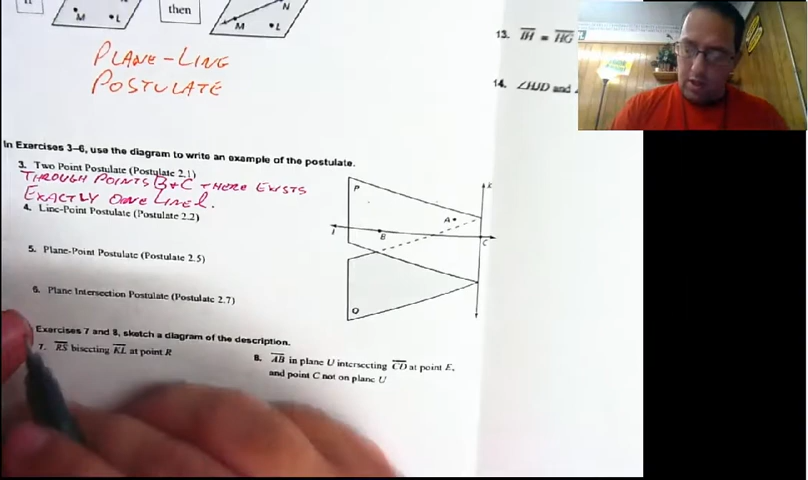 then
N
M
L
M
L
PLANE-LINE
POSTULATE
13. IH = HG
14. ∠HJD and
In Exercises 3–6, use the diagram to write an example of the postulate.
3. Two Point Postulate (Postulate 2.1)
THROUGH POINTS B + C THERE EXISTS
EXACTLY ONE LINE l.
4. Line-Point Postulate (Postulate 2.2)
5. Plane-Point Postulate (Postulate 2.5)
6. Plane Intersection Postulate (Postulate 2.7)
P
A
B
C
Q
Exercises 7 and 8, sketch a diagram of the description.
7. RS bisecting KL at point R
8. AB in plane U intersecting CD at point E,
and point C not on plane U